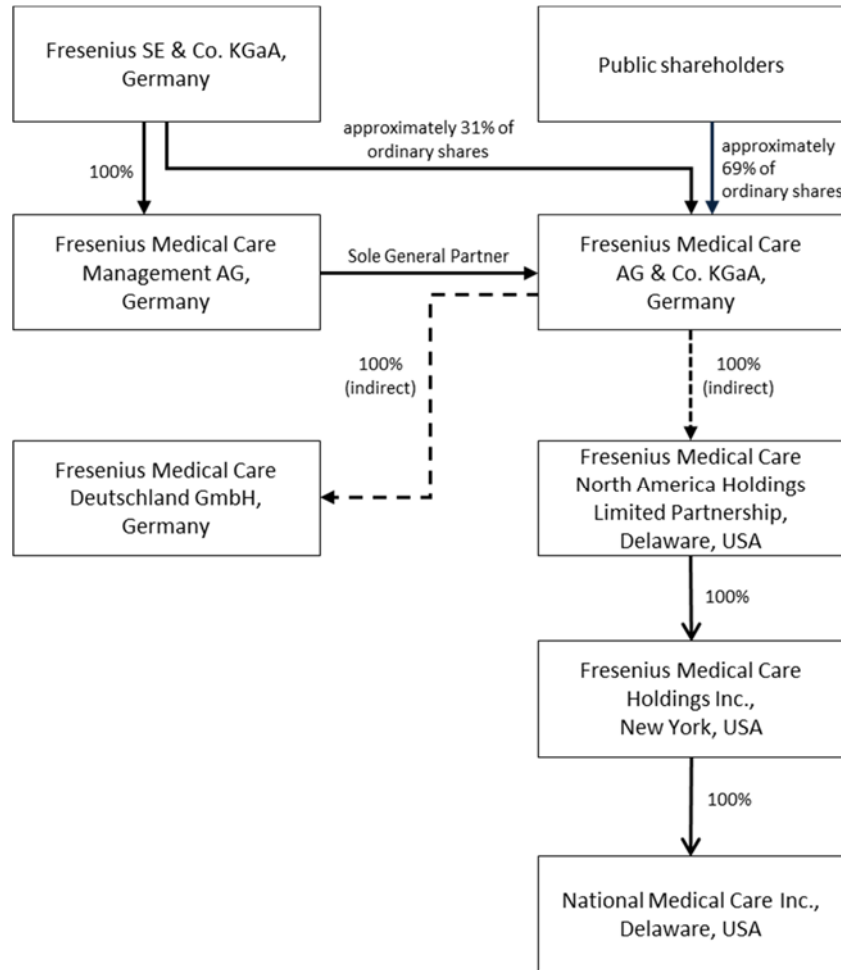 Fresenius SE & Co. KGaA,
Germany
Public shareholders
approximately 31% of
ordinary shares
approximately
69% of
ordinary shares
100%
Fresenius Medical Care
Management AG,
Germany
Sole General Partner
Fresenius Medical Care
AG & Co. KGaA,
Germany
100%
(indirect)
100%
(indirect)
Fresenius Medical Care
Deutschland GmbH,
Germany
Fresenius Medical Care
North America Holdings
Limited Partnership,
Delaware, USA
100%
Fresenius Medical Care
Holdings Inc.,
New York, USA
100%
National Medical Care Inc.,
Delaware, USA